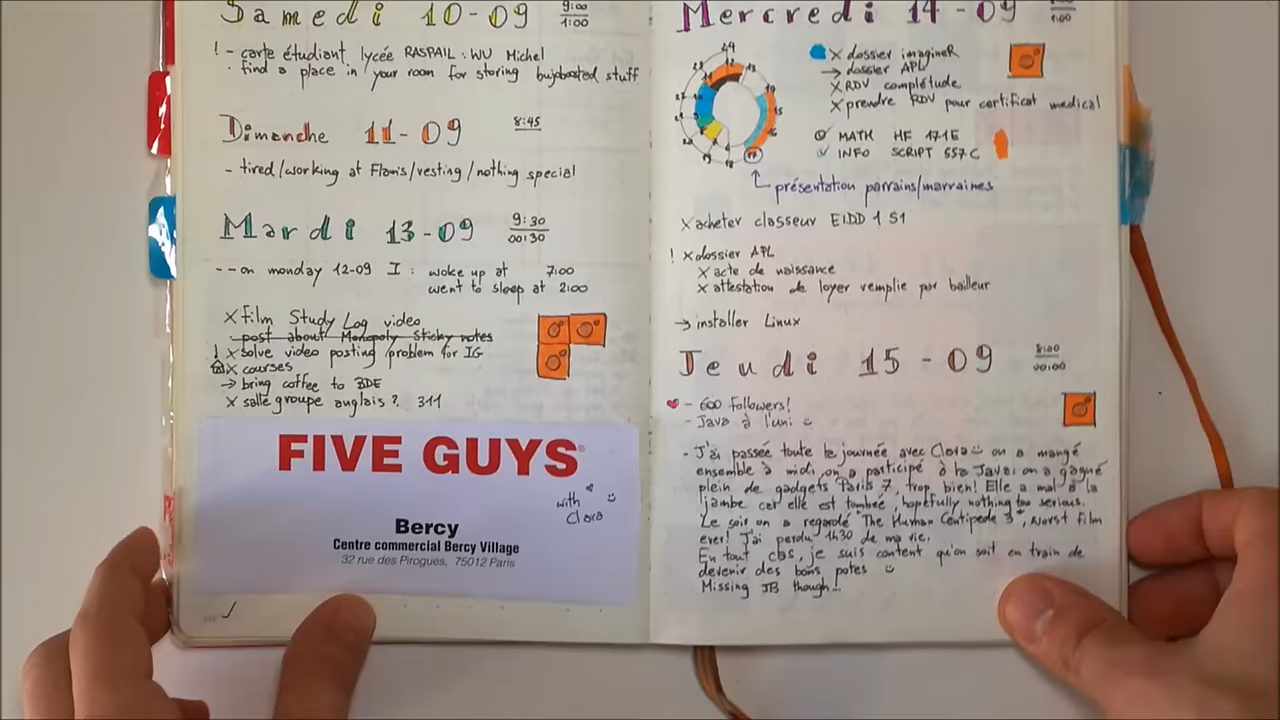 Samedi 10-09 9:00 1:00
! - carte étudiant lycée RASPAIL: WU Michel
- find a place in your room for storing bujoboosted stuff
Dimanche 11-09 8:45
- tired/working at Flam's/resting/nothing special
Mardi 13-09 9:30 00:30
-- on monday 12-09 I : woke up at 7:00
went to sleep at 2:00
X film Study Log video
- post about Monopoly Sticky notes
! X solve video posting problem for IG
X courses
→ bring coffee to BDE
X salle groupe anglais ? 311
FIVE GUYS
with Clara :)
Bercy
Centre commercial Bercy Village
32 rue des Pirogues, 75012 Paris
Mercredi 14-09 1:00
X dossier imagineR
→ dossier APL
X RDV complétude
X prendre RDV pour certificat medical
MATH HF 171E
INFO SCRIPT 557C
présentation parrains/marraines
X acheter classeur EIDD 1 S1
! X dossier APL
X acte de naissance
X attestation de loyer remplie par bailleur
→ installer Linux
Jeudi 15-09 8:00 00:00
- 600 followers!
- Java à l'uni :)
- J'ai passée toute la journée avec Clara :) on a mangé
ensemble à midi, on a participé à la Java: on a gagné
plein de gadgets Paris 7, trop bien! Elle a mal à la
jambe car elle est tombée, hopefully nothing too serious.
Le soir on a regardé "The Human Centipede 3", worst film
ever! J'ai perdu 1h30 de ma vie.
En tout cas, je suis content qu'on soit en train de
devenir des bons potes :)
Missing JB though...